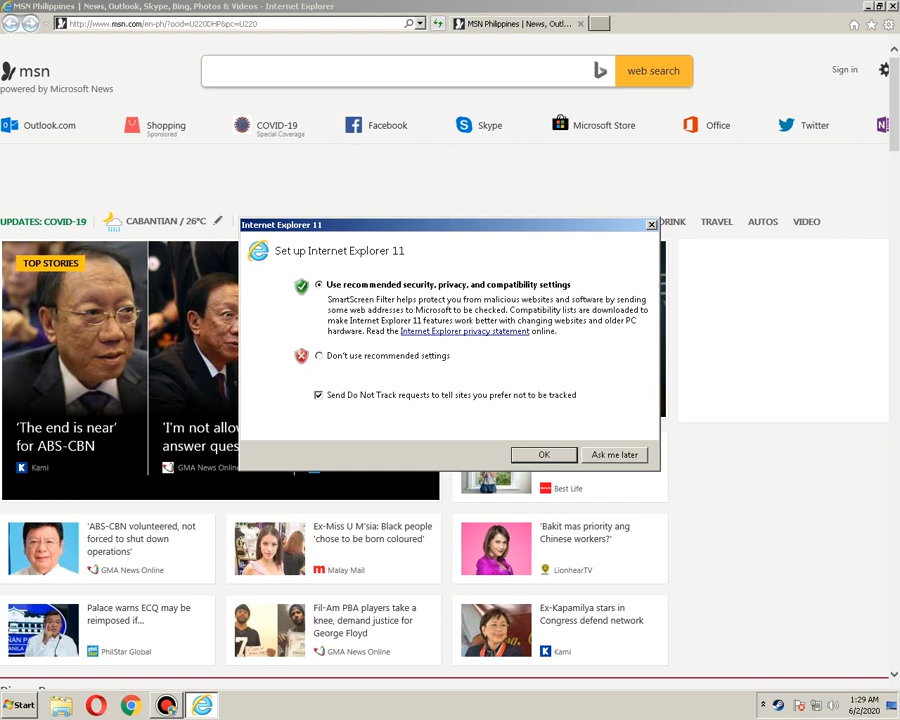 MSN Philippines | News, Outlook, Skype, Bing, Photos & Videos - Internet Explorer
http://www.msn.com/en-ph/?ocid=U220DHP&pc=U220
MSN Philippines | News, Outl...
msn
powered by Microsoft News
web search
Sign in
Outlook.com
Shopping
Sponsored
COVID-19
Special Coverage
Facebook
Skype
Microsoft Store
Office
Twitter
UPDATES: COVID-19
CABANTIAN / 26°C
DRINK
TRAVEL
AUTOS
VIDEO
Internet Explorer 11
Set up Internet Explorer 11
Use recommended security, privacy, and compatibility settings
SmartScreen Filter helps protect you from malicious websites and software by sending
some web addresses to Microsoft to be checked. Compatibility lists are downloaded to
make Internet Explorer 11 features work better with changing websites and older PC
hardware. Read the Internet Explorer privacy statement online.
Don't use recommended settings
Send Do Not Track requests to tell sites you prefer not to be tracked
OK
Ask me later
TOP STORIES
'The end is near'
for ABS-CBN
Kami
'I'm not allow
answer ques
GMA News Online
Best Life
'ABS-CBN volunteered, not
forced to shut down
operations'
GMA News Online
Ex-Miss U M'sia: Black people
'chose to be born coloured'
Malay Mail
'Bakit mas priority ang
Chinese workers?'
LionhearTV
Palace warns ECQ may be
reimposed if...
PhilStar Global
Fil-Am PBA players take a
knee, demand justice for
George Floyd
GMA News Online
Ex-Kapamilya stars in
Congress defend network
Kami
Start
1:29 AM
6/2/2020